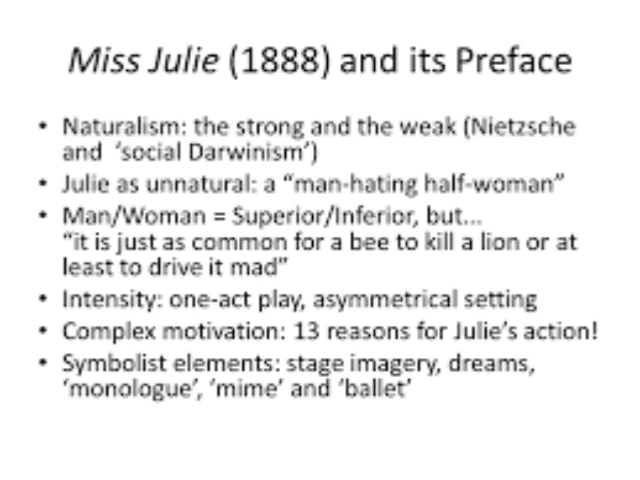 Miss Julie (1888) and its Preface
• Naturalism: the strong and the weak (Nietzsche
and ‘social Darwinism’)
• Julie as unnatural: a “man-hating half-woman”
• Man/Woman = Superior/Inferior, but...
“it is just as common for a bee to kill a lion or at
least to drive it mad”
• Intensity: one-act play, asymmetrical setting
• Complex motivation: 13 reasons for Julie’s action!
• Symbolist elements: stage imagery, dreams,
‘monologue’, ‘mime’ and ‘ballet’